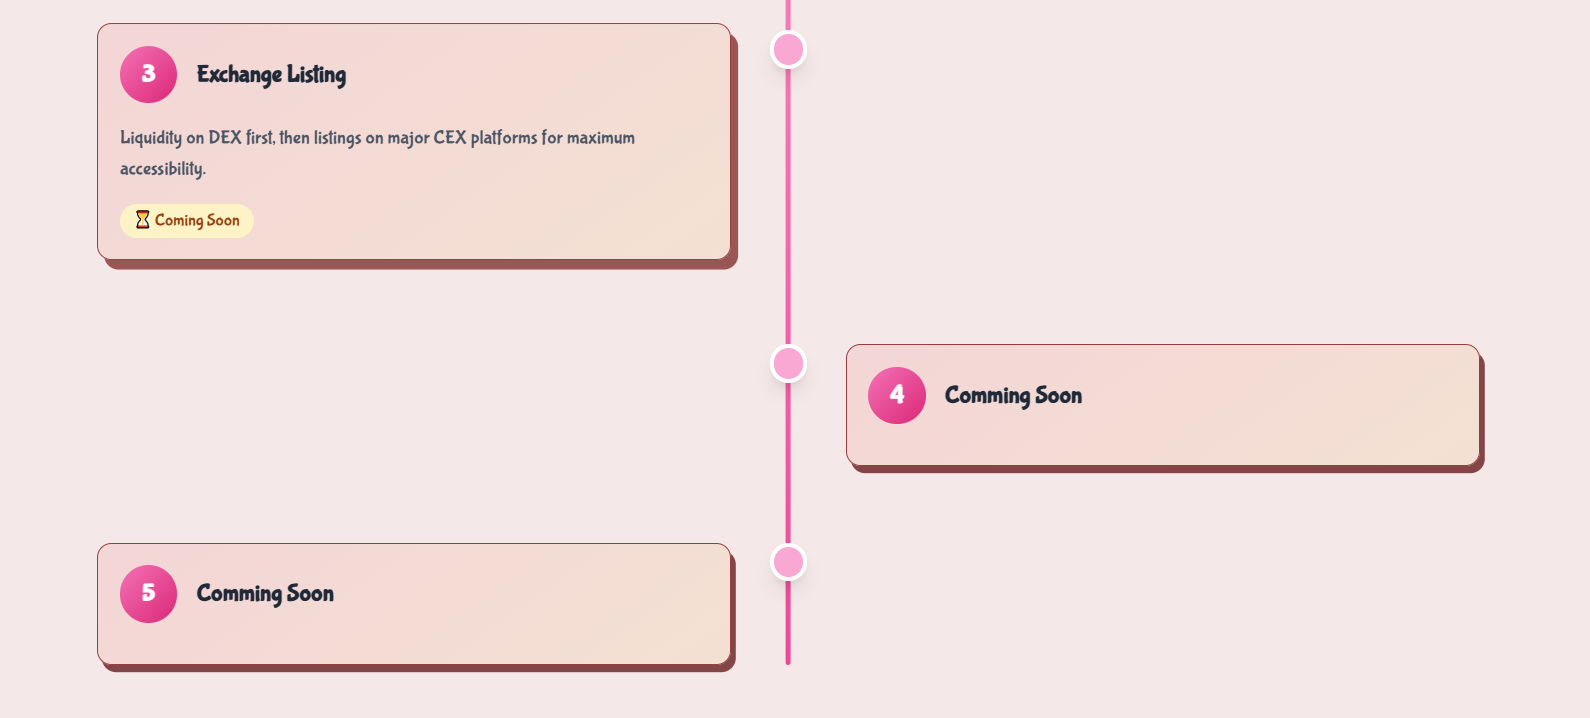 3
Exchange Listing
Liquidity on DEX first, then listings on major CEX platforms for maximum
accessibility.
⏳ Coming Soon
4
Comming Soon
5
Comming Soon